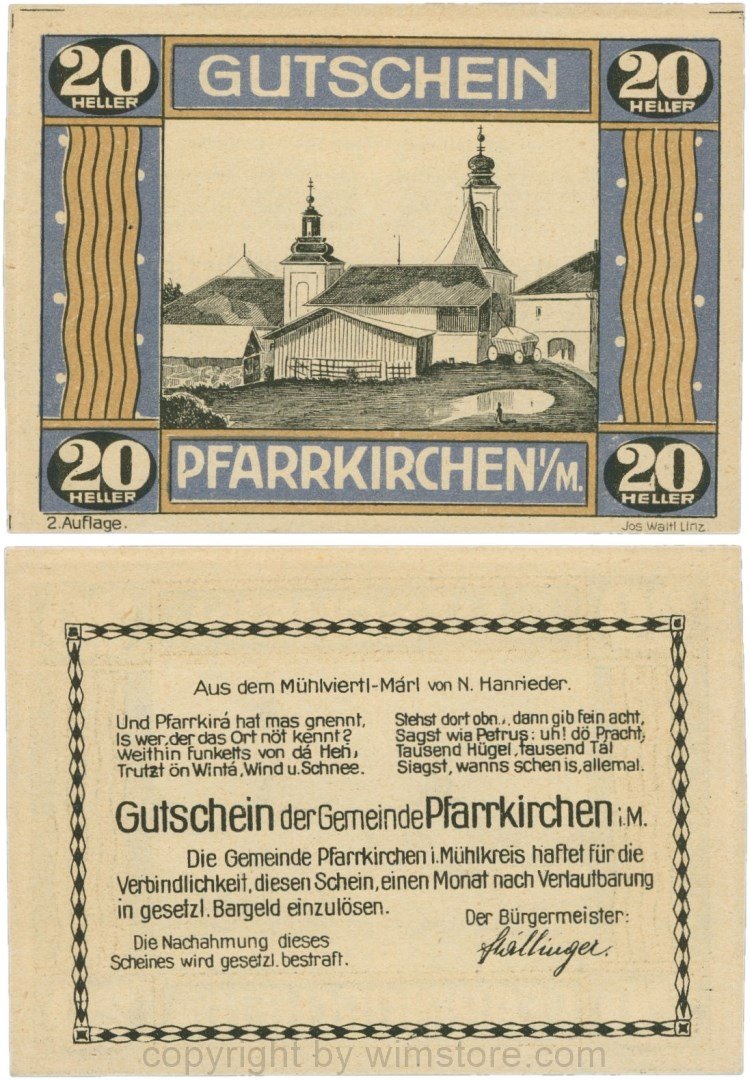 20 HELLER
GUTSCHEIN
20 HELLER
20 HELLER
PFARRKIRCHEN I/M.
20 HELLER
2. Auflage.
Jos Waitl Linz.
Aus dem Mühlviertl-Márl von N. Hanrieder.
Und Pfarrkirá hat mas gnennt,
Is wer, der das Ort nöt kennt?
Weithin funkelts von dá Heh,
Trutzt ön Wintá, Wind u. Schnee.
Stehst dort obn., dann gib fein acht,
Sagst wia Petrus: uh! dö Pracht,
Tausend Hügel, tausend Tál
Siagst, wanns schen is, allemal.
Gutschein der Gemeinde Pfarrkirchen i.M.
Die Gemeinde Pfarrkirchen i. Mühlkreis haftet für die
Verbindlichkeit, diesen Schein, einen Monat nach Verlautbarung
in gesetzl. Bargeld einzulösen.
Der Bürgermeister:
Die Nachahmung dieses
Scheines wird gesetzl. bestraft.
copyright by wimstore.com